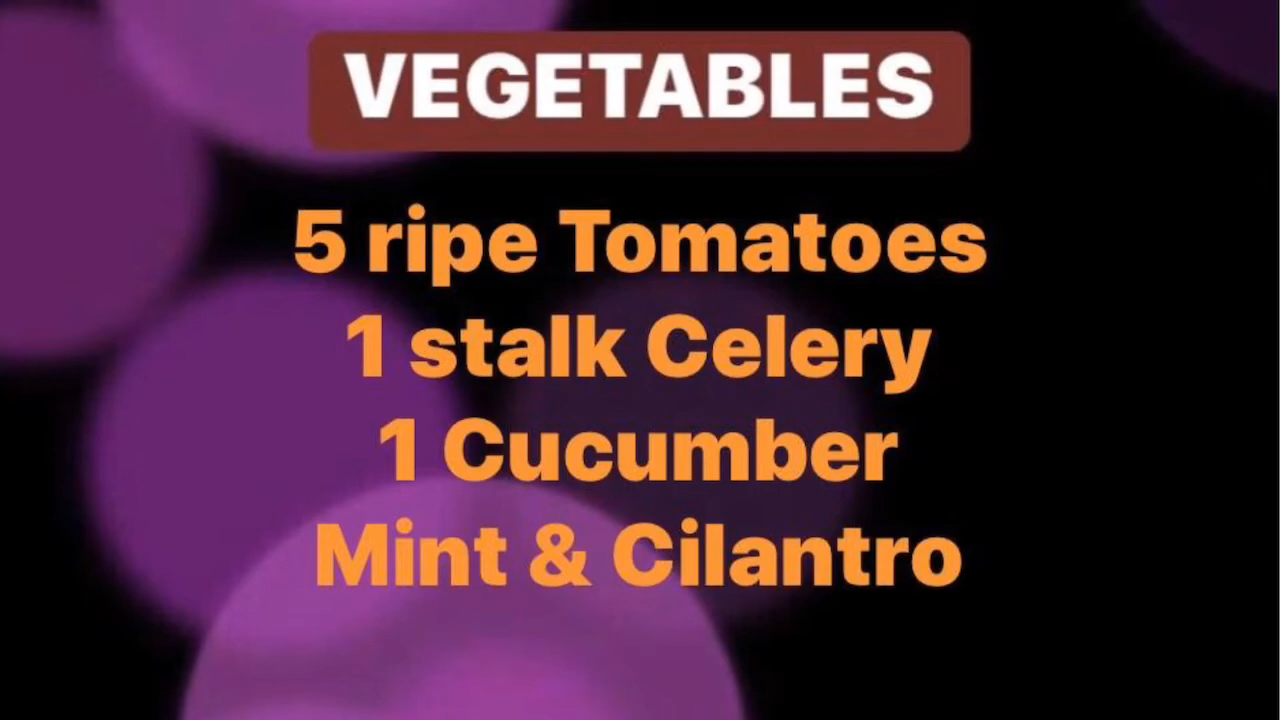 VEGETABLES
5 ripe Tomatoes
1 stalk Celery
1 Cucumber
Mint & Cilantro